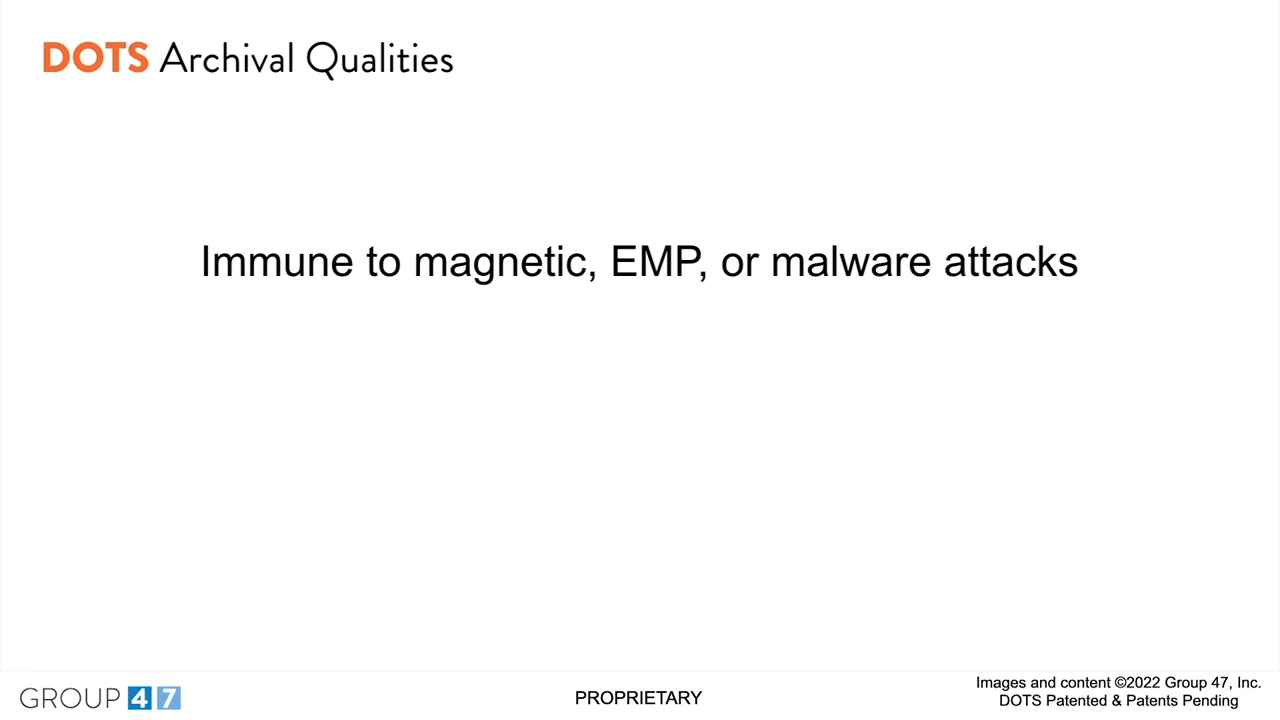 DOTS Archival Qualities
Immune to magnetic, EMP, or malware attacks
GROUP 47
PROPRIETARY
Images and content ©2022 Group 47, Inc.
DOTS Patented & Patents Pending